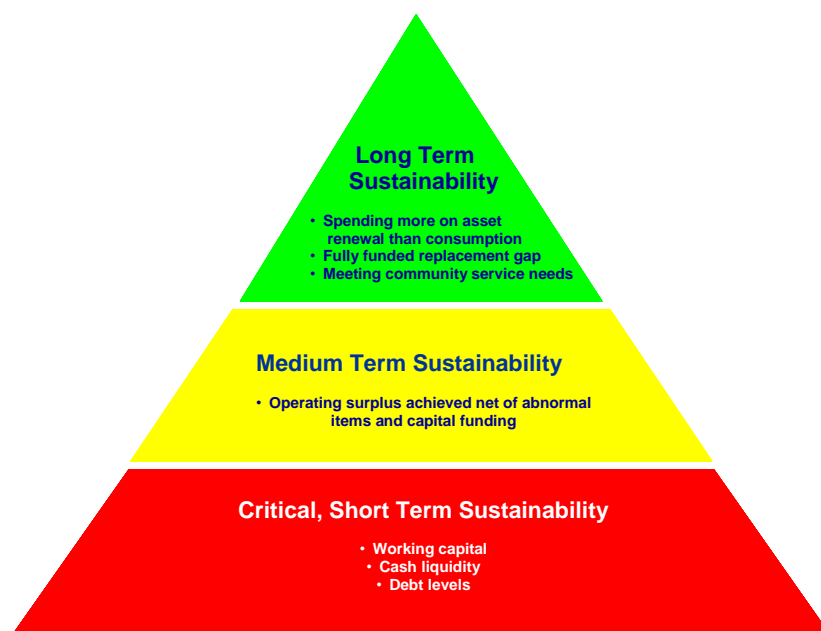 Long Term
Sustainability
• Spending more on asset
renewal than consumption
• Fully funded replacement gap
• Meeting community service needs
Medium Term Sustainability
• Operating surplus achieved net of abnormal
items and capital funding
Critical, Short Term Sustainability
• Working capital
• Cash liquidity
• Debt levels